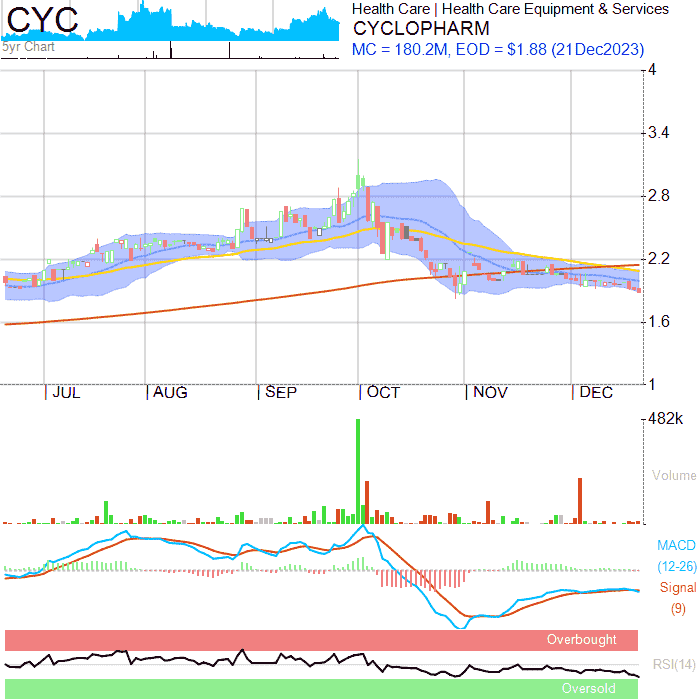 CYC
5yr Chart
Health Care | Health Care Equipment & Services
CYCLOPHARM
MC = 180.2M, EOD = $1.88 (21Dec2023)
4
3.4
2.8
2.2
1.6
1
JUL AUG SEP OCT NOV DEC
482k
Volume
MACD
(12-26)
Signal
(9)
Overbought
RSI(14)
Oversold